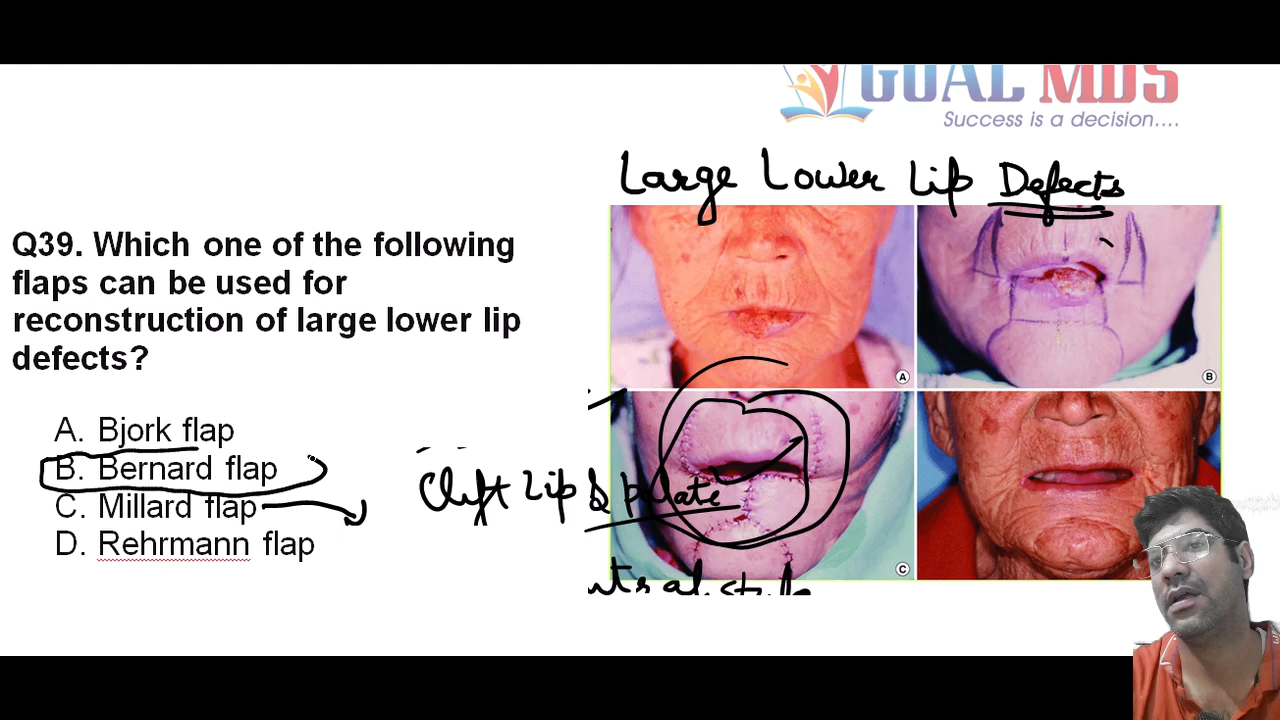 GOAL MDS
Success is a decision....
Large Lower Lip Defects
Q39. Which one of the following
flaps can be used for
reconstruction of large lower lip
defects?
A. Bjork flap
B. Bernard flap
C. Millard flap
D. Rehrmann flap
Clift Lip & Palate
A
B
C